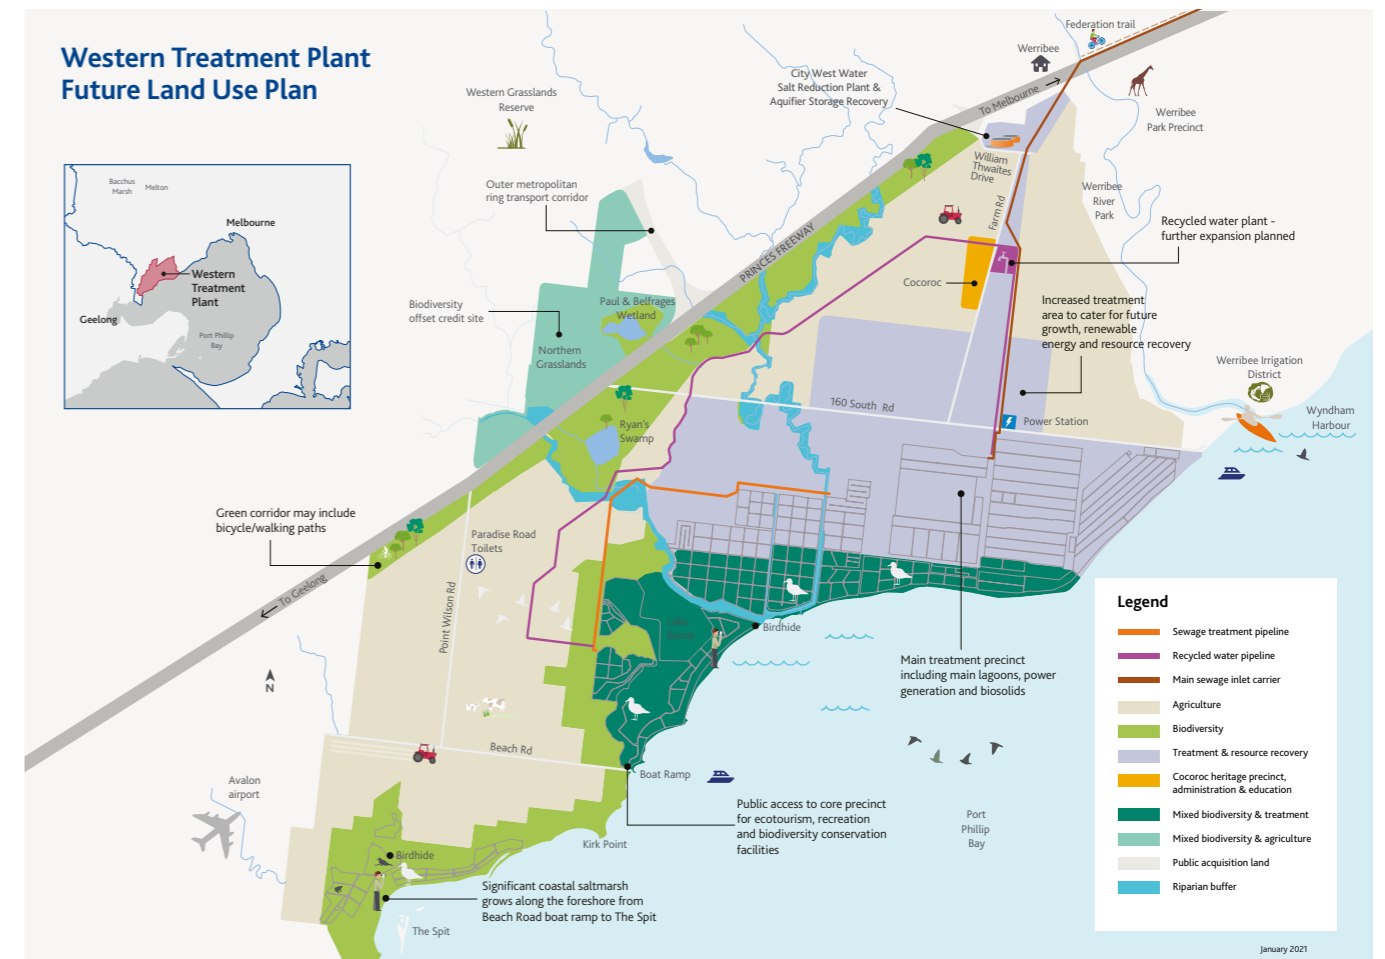 Western Treatment Plant
Future Land Use Plan
Bacchus
Marsh
Melton
Melbourne
Western
Treatment
Plant
Geelong
Port Phillip
Bay
Federation trail
Werribee
City West Water
Salt Reduction Plant &
Aquifier Storage Recovery
To Melbourne
Werribee
Park Precinct
Western Grasslands
Reserve
William
Thwaites
Drive
Outer metropolitan
ring transport corridor
Werribee
River
Park
Farm Rd
Recycled water plant -
further expansion planned
PRINCES FREEWAY
Cocoroc
Biodiversity
offset credit site
Paul & Belfrages
Wetland
Increased treatment
area to cater for future
growth, renewable
energy and resource recovery
Northern
Grasslands
Werribee Irrigation
District
160 South Rd
Power Station
Wyndham
Harbour
Ryan's
Swamp
Green corridor may include
bicycle/walking paths
Paradise Road
Toilets
To Geelong
Point Wilson Rd
Lake
Borrie
Birdhide
Main treatment precinct
including main lagoons, power
generation and biosolids
N
Beach Rd
Boat Ramp
Avalon
airport
Public access to core precinct
for ecotourism, recreation
and biodiversity conservation
facilities
Port
Phillip
Bay
Kirk Point
Birdhide
Significant coastal saltmarsh
grows along the foreshore from
Beach Road boat ramp to The Spit
The Spit
Legend
Sewage treatment pipeline
Recycled water pipeline
Main sewage inlet carrier
Agriculture
Biodiversity
Treatment & resource recovery
Cocoroc heritage precinct,
administration & education
Mixed biodiversity & treatment
Mixed biodiversity & agriculture
Public acquisition land
Riparian buffer
January 2021